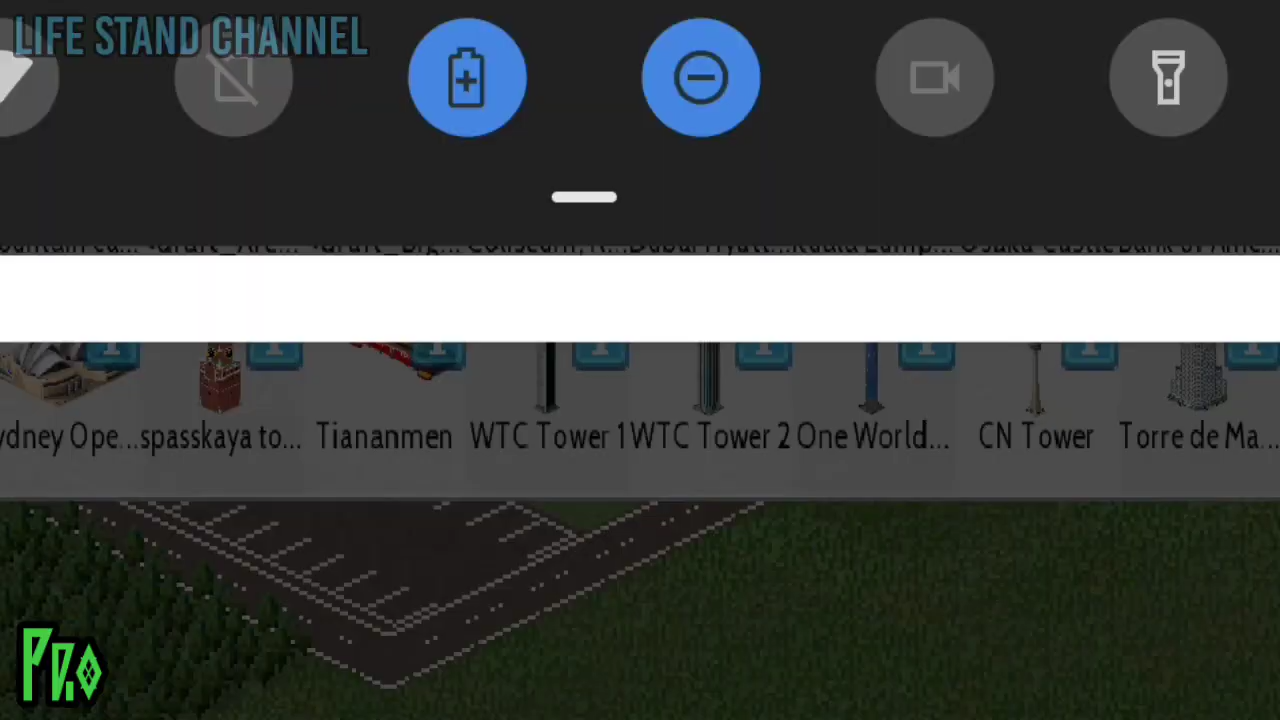 LIFE STAND CHANNEL
ydney Ope... spasskaya to... Tiananmen WTC Tower 1 WTC Tower 2 One World... CN Tower Torre de Ma...
Pro